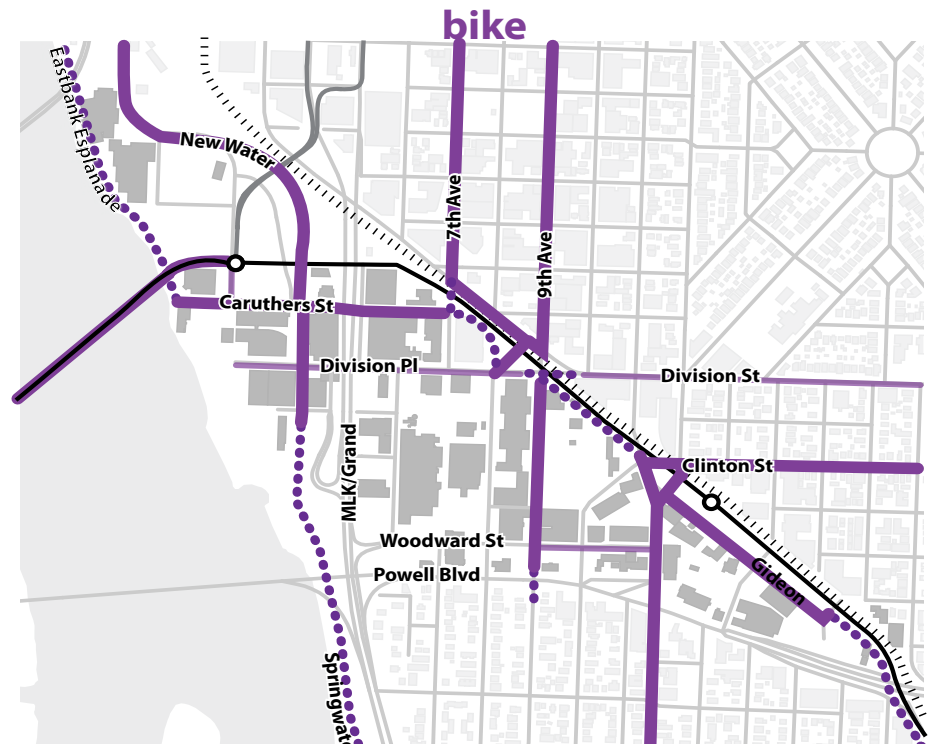 bike
Eastbank Esplanade
New Water
7th Ave
9th Ave
Caruthers St
Division Pl
Division St
MLK/Grand
Clinton St
Woodward St
Powell Blvd
Gideon
Springwate